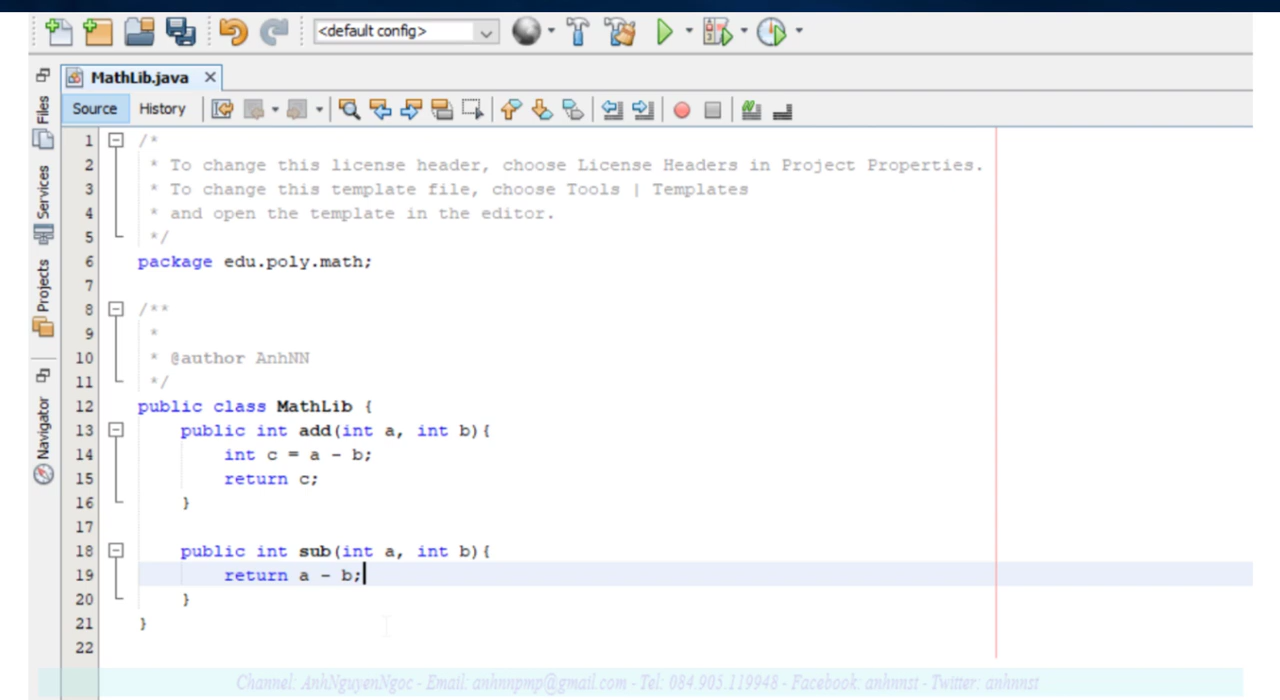 <default config>
MathLib.java
Source History
Files
Services
Projects
Navigator
1 /*
2 * To change this license header, choose License Headers in Project Properties.
3 * To change this template file, choose Tools | Templates
4 * and open the template in the editor.
5 */
6 package edu.poly.math;
7
8 /**
9 *
10 * @author AnhNN
11 */
12 public class MathLib {
13 public int add(int a, int b){
14 int c = a - b;
15 return c;
16 }
17
18 public int sub(int a, int b){
19 return a - b;
20 }
21 }
22
Channel: AnhNguyenNgoc - Email: anhnnpmp@gmail.com - Tel: 084.905.119948 - Facebook: anhnnst - Twitter: anhnnst